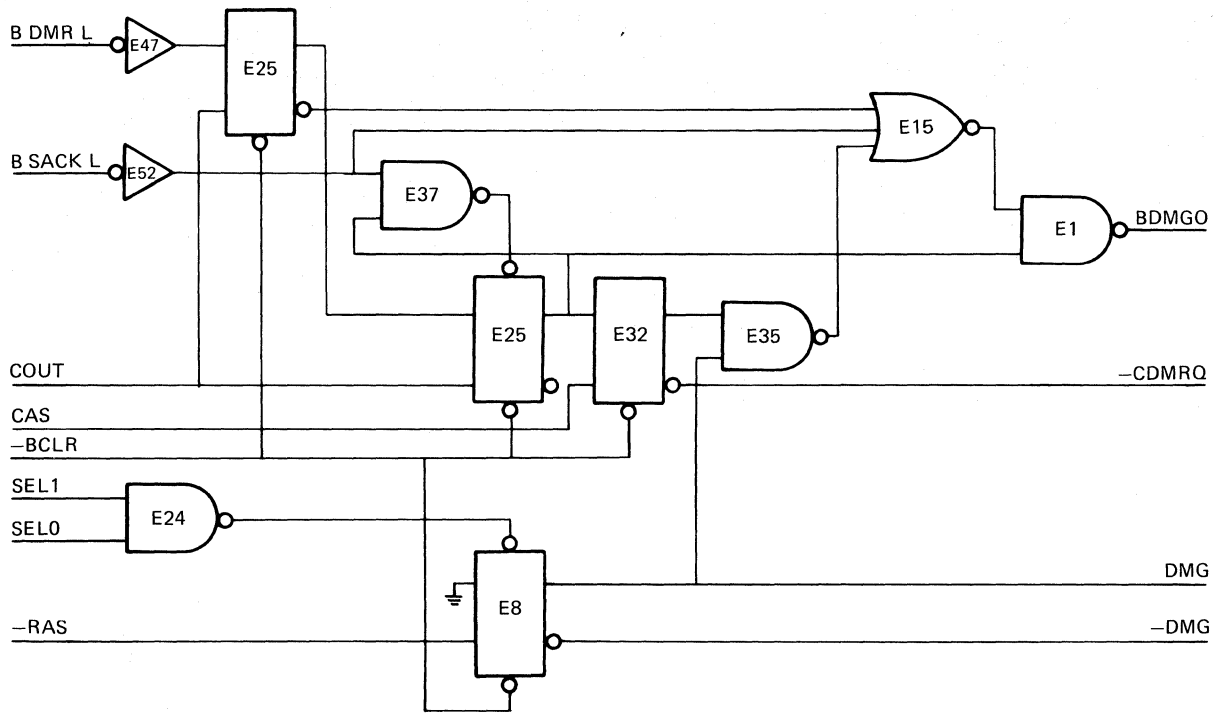 B DMR L
E47
E25
E15
B SACK L
E52
E37
E1
BDMGO
E25
E32
E35
COUT
—CDMRQ
CAS
—BCLR
SEL1
E24
SEL0
DMG
E8
—RAS
—DMG